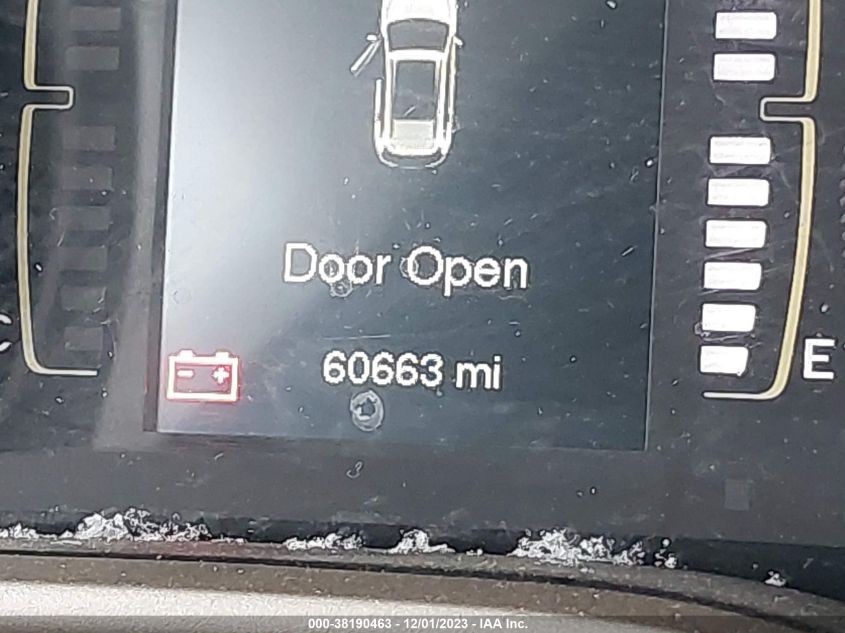 Door Open
60663 mi
E
000-38190463 - 12/01/2023 - IAA Inc.